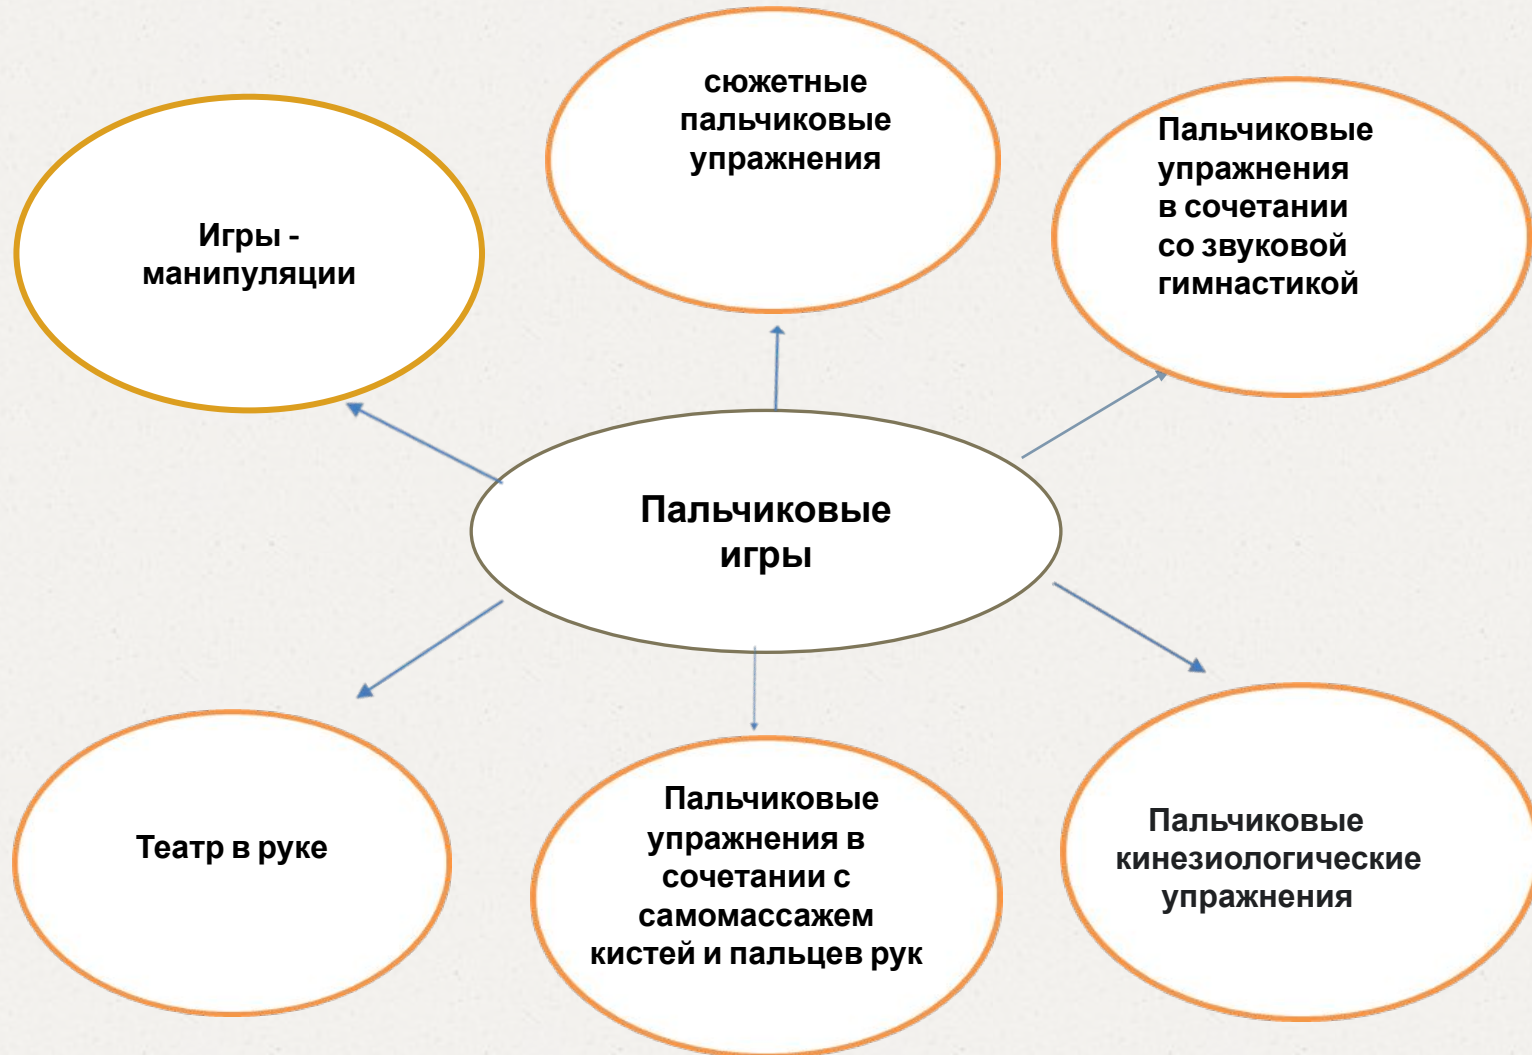 сюжетные
пальчиковые
упражнения
Игры -
манипуляции
Пальчиковые
упражнения
в сочетании
со звуковой
гимнастикой
Пальчиковые
игры
Театр в руке
Пальчиковые
упражнения в
сочетании с
самомассажем
кистей и пальцев рук
Пальчиковые
кинезиологические
упражнения